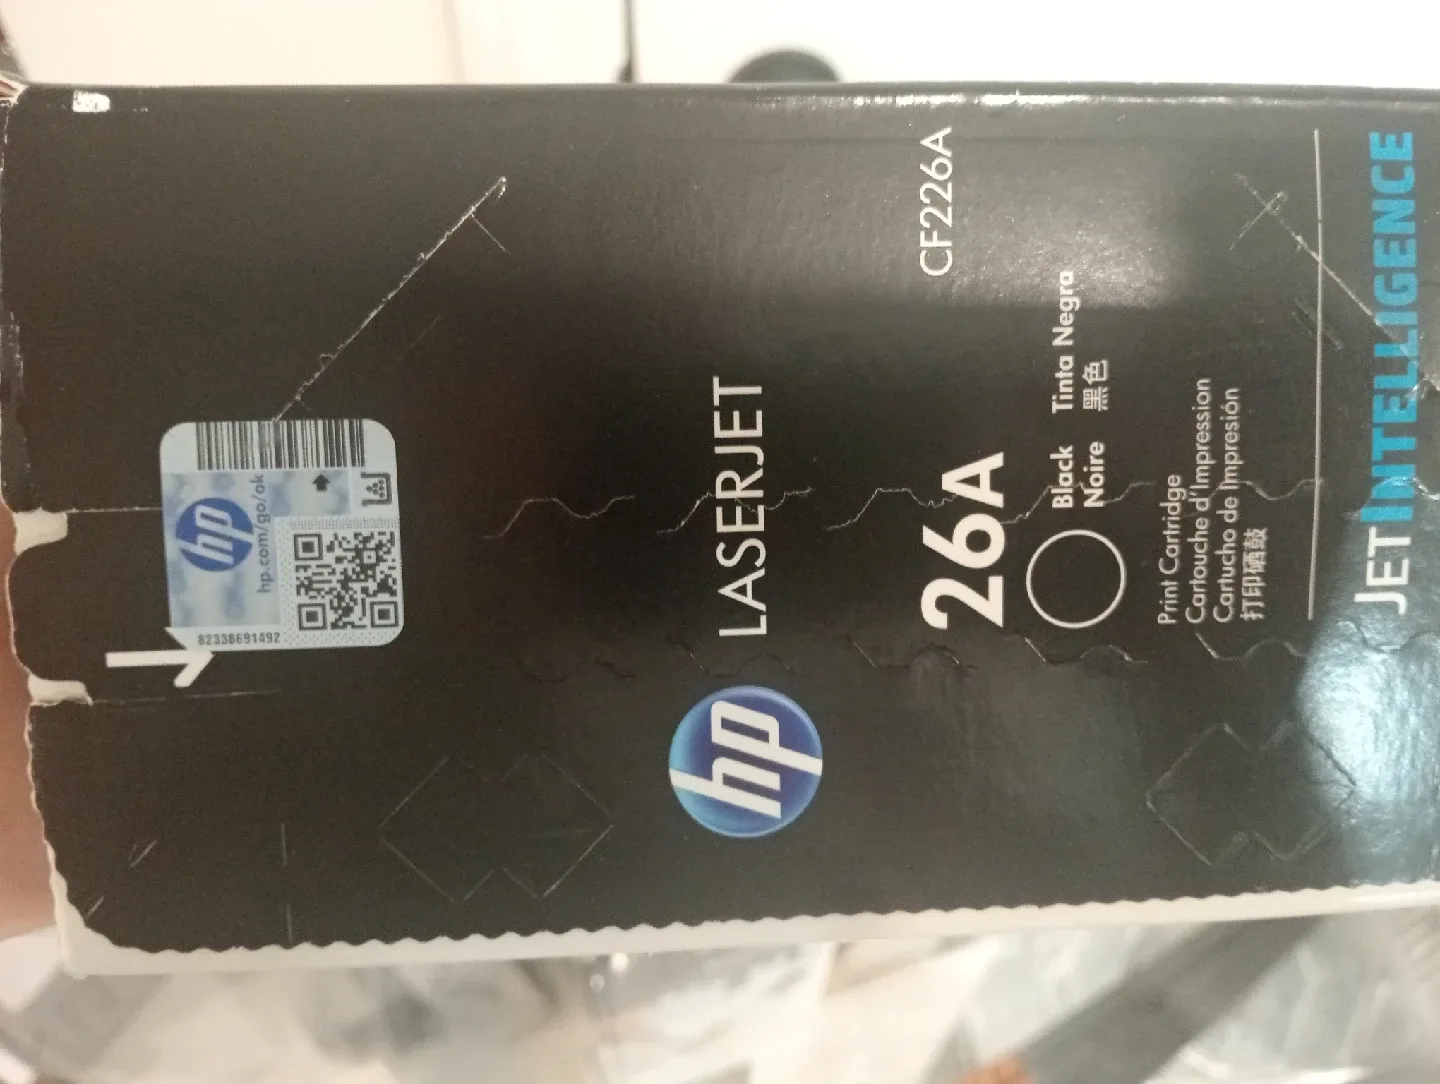 hp
hp.com/go/ok
82338691492
hp
LASERJET
CF226A
26A
Black Tinta Negra
Noire 黑色
Print Cartridge
Cartouche d'Impression
Cartucho de Impresión
打印硒鼓
JETINTELLIGENCE